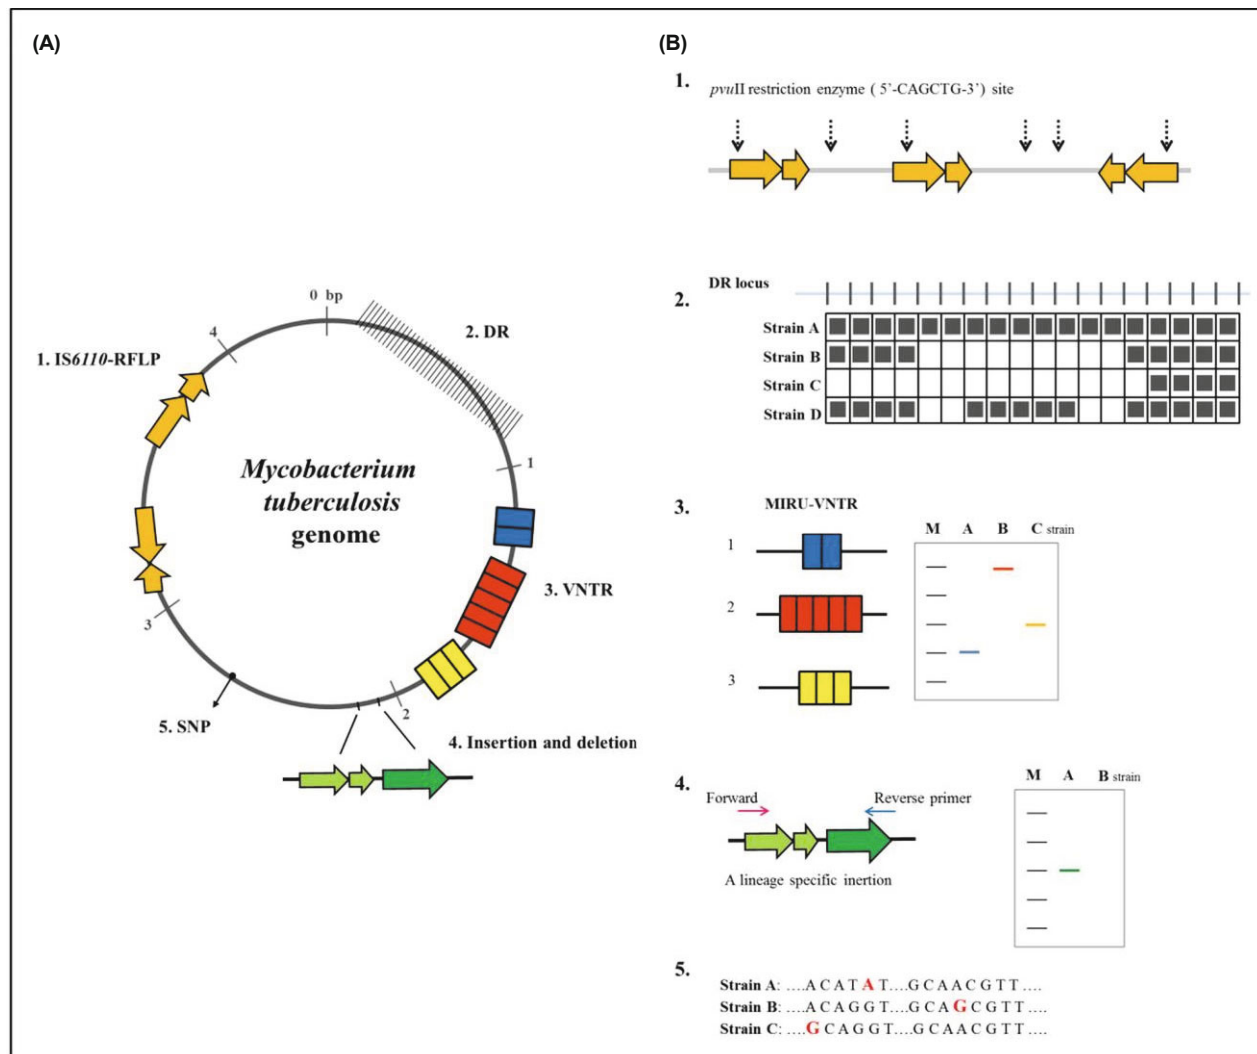 (A)
0 bp
4
2. DR
1. IS6110-RFLP
1
Mycobacterium
tuberculosis
genome
3. VNTR
3
2
5. SNP
4. Insertion and deletion
(B)
1.
pvuII restriction enzyme ( 5'-CAGCTG-3') site
2.
DR locus
Strain A
Strain B
Strain C
Strain D
3.
MIRU-VNTR
M A B C strain
1
2
3
4.
M A B strain
Forward Reverse primer
A lineage specific inertion
5.
Strain A: ....A C A T A T....G C A A C G T T ....
Strain B: ....A C A G G T....G C A G C G T T ....
Strain C: ....G C A G G T....G C A A C G T T ....